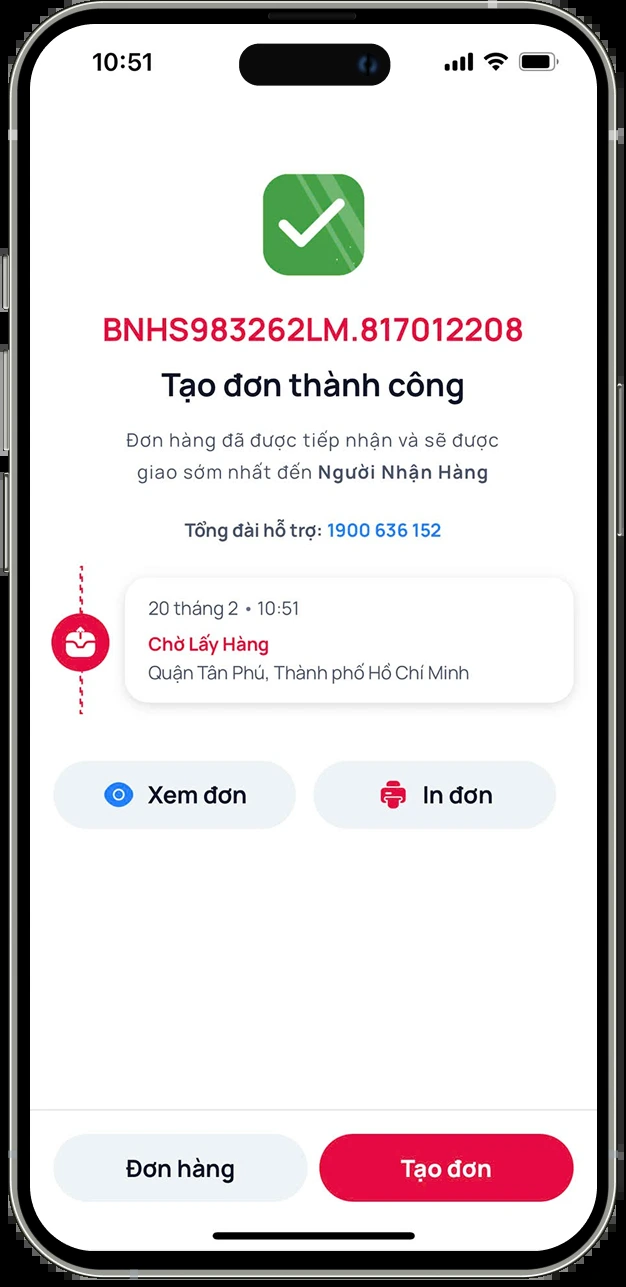 10:51
BNHS983262LM.817012208
Tạo đơn thành công
Đơn hàng đã được tiếp nhận và sẽ được
giao sớm nhất đến Người Nhận Hàng
Tổng đài hỗ trợ: 1900 636 152
20 tháng 2 • 10:51
Chờ Lấy Hàng
Quận Tân Phú, Thành phố Hồ Chí Minh
Xem đơn
In đơn
Đơn hàng
Tạo đơn